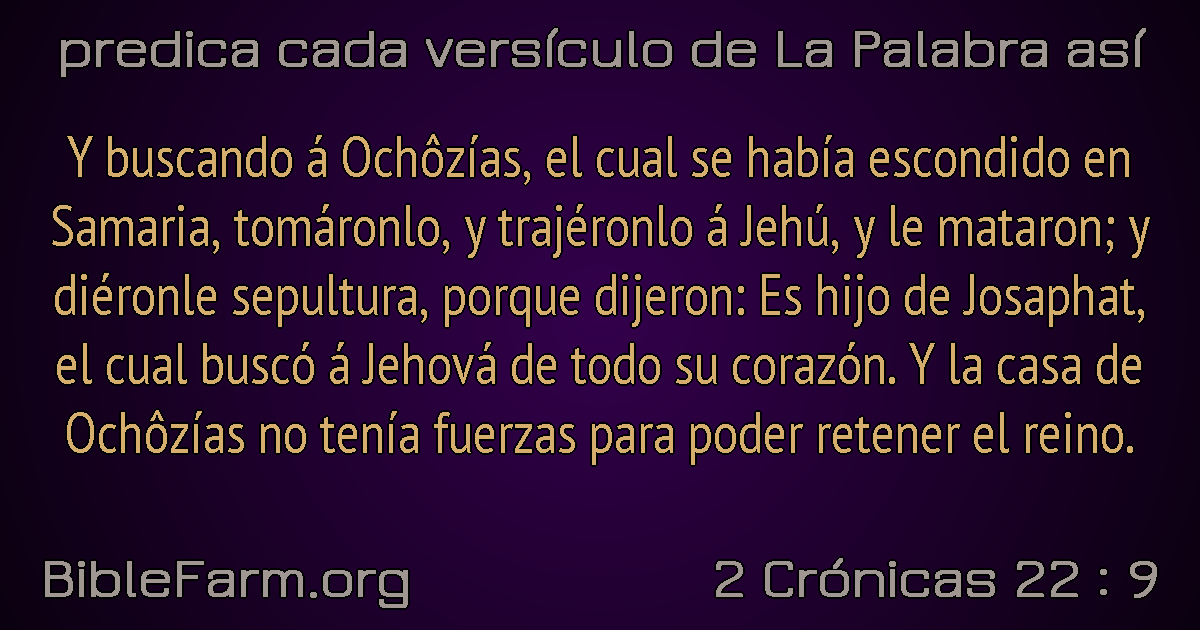 predica cada versículo de La Palabra así
Y buscando á Ochôzías, el cual se había escondido en
Samaria, tomáronlo, y trajéronlo á Jehú, y le mataron; y
diéronle sepultura, porque dijeron: Es hijo de Josaphat,
el cual buscó á Jehová de todo su corazón. Y la casa de
Ochôzías no tenía fuerzas para poder retener el reino.
BibleFarm.org
2 Crónicas 22 : 9